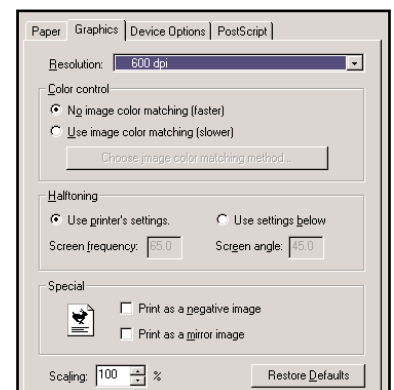 Paper Graphics Device Options PostScript
Resolution: 600 dpi
Color control
No image color matching (faster)
Use image color matching (slower)
Choose image color matching method...
Halftoning
Use printer's settings. Use settings below
Screen frequency: 65.0 Screen angle: 45.0
Special
Print as a negative image
Print as a mirror image
Scaling: 100 % Restore Defaults